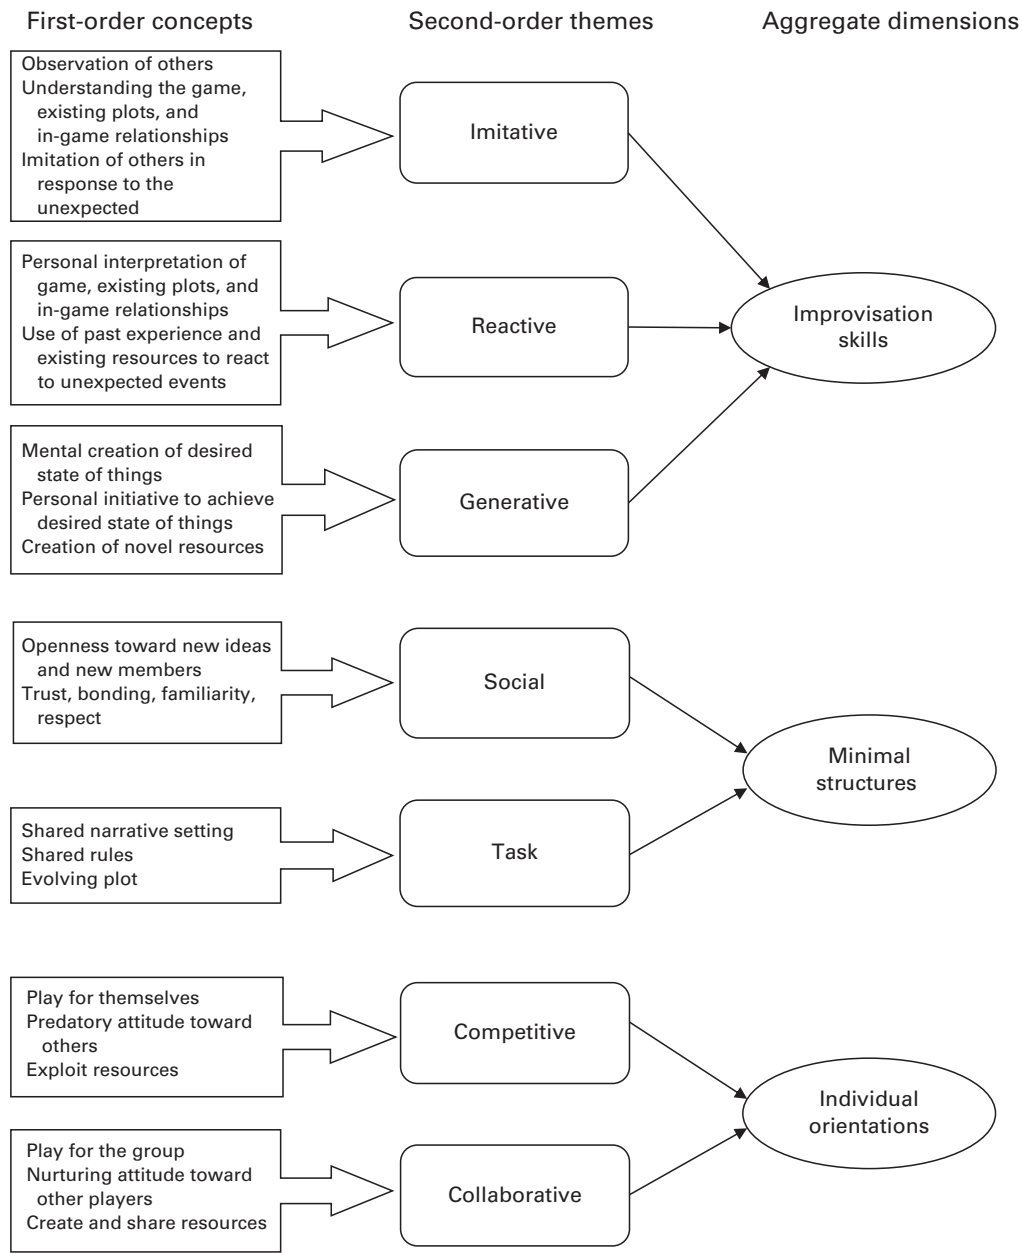 First-order concepts
Second-order themes
Aggregate dimensions
Observation of others
Understanding the game,
existing plots, and
in-game relationships
Imitation of others in
response to the
unexpected
Imitative
Personal interpretation of
game, existing plots, and
in-game relationships
Use of past experience and
existing resources to react
to unexpected events
Reactive
Mental creation of desired
state of things
Personal initiative to achieve
desired state of things
Creation of novel resources
Generative
Improvisation
skills
Openness toward new ideas
and new members
Trust, bonding, familiarity,
respect
Social
Shared narrative setting
Shared rules
Evolving plot
Task
Minimal
structures
Play for themselves
Predatory attitude toward
others
Exploit resources
Competitive
Play for the group
Nurturing attitude toward
other players
Create and share resources
Collaborative
Individual
orientations